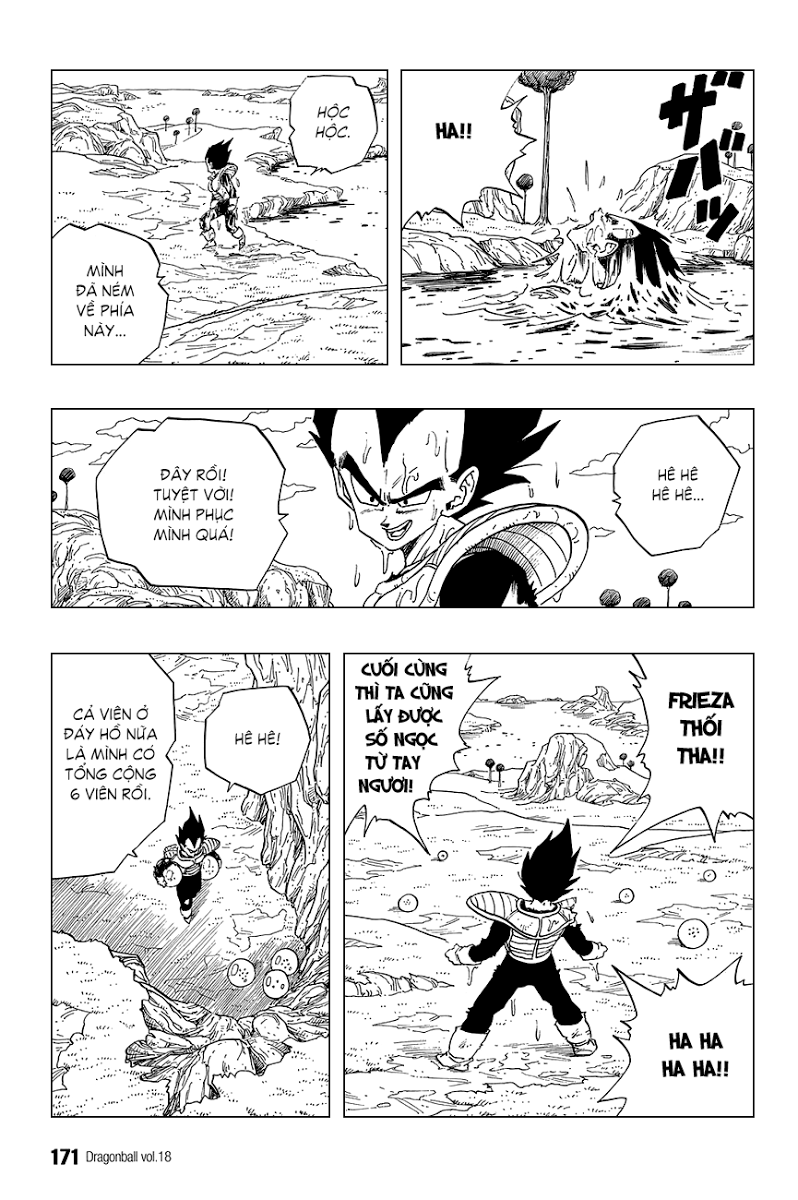 HA!!
ザバッ
HỘC
HỘC.
MÌNH
ĐÃ NÉM
VỀ PHÍA
NÀY...
HÊ HÊ
HÊ HÊ...
ĐÂY RỒI!
TUYỆT VỜI!
MÌNH PHỤC
MÌNH QUÁ!
FRIEZA
THỐI
THA!!
CUỐI CÙNG
THÌ TA CŨNG
LẤY ĐƯỢC
SỐ NGỌC
TỪ TAY
NGƯƠI!
HA HA
HA HA!!
HÊ HÊ!
CẢ VIÊN Ở
ĐÁY HỒ NỮA
LÀ MÌNH CÓ
TỔNG CỘNG
6 VIÊN RỒI.
171 Dragonball vol.18